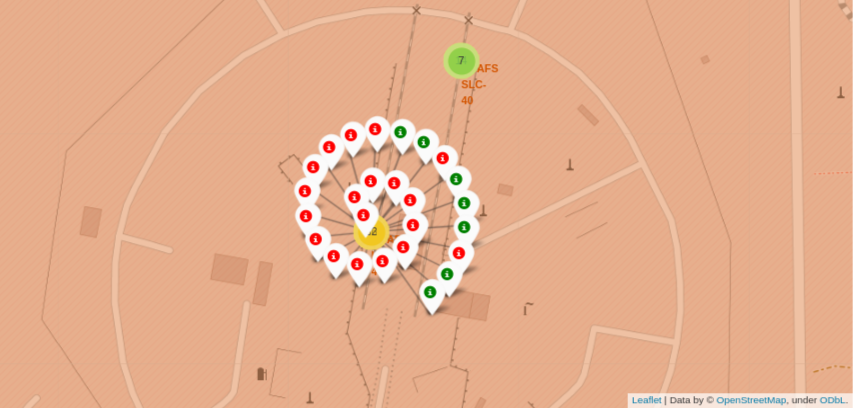 7
AFS
SLC-
40
Leaflet | Data by © OpenStreetMap, under ODbL.